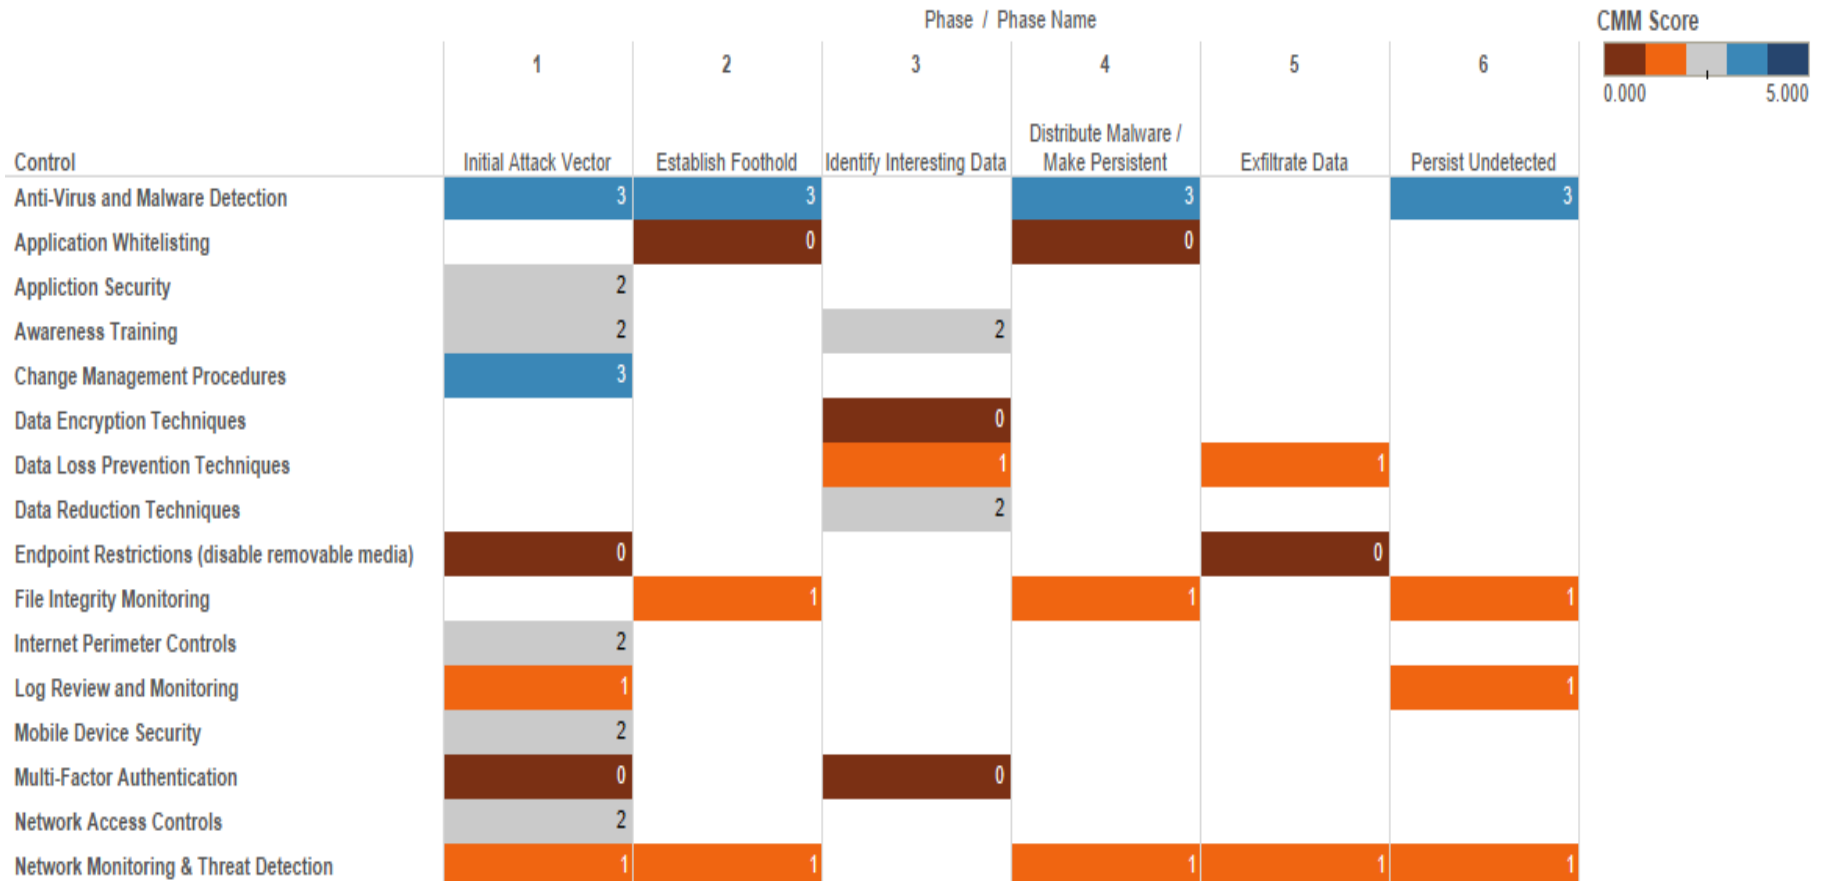 Phase / Phase Name
CMM Score
1 2 3 4 5 6
0.000 5.000
Distribute Malware /
Control Initial Attack Vector Establish Foothold Identify Interesting Data Make Persistent Exfiltrate Data Persist Undetected
Anti-Virus and Malware Detection 3 3 3 3
Application Whitelisting 0 0
Appliction Security 2
Awareness Training 2 2
Change Management Procedures 3
Data Encryption Techniques 0
Data Loss Prevention Techniques 1 1
Data Reduction Techniques 2
Endpoint Restrictions (disable removable media) 0 0
File Integrity Monitoring 1 1 1
Internet Perimeter Controls 2
Log Review and Monitoring 1 1
Mobile Device Security 2
Multi-Factor Authentication 0 0
Network Access Controls 2
Network Monitoring & Threat Detection 1 1 1 1 1